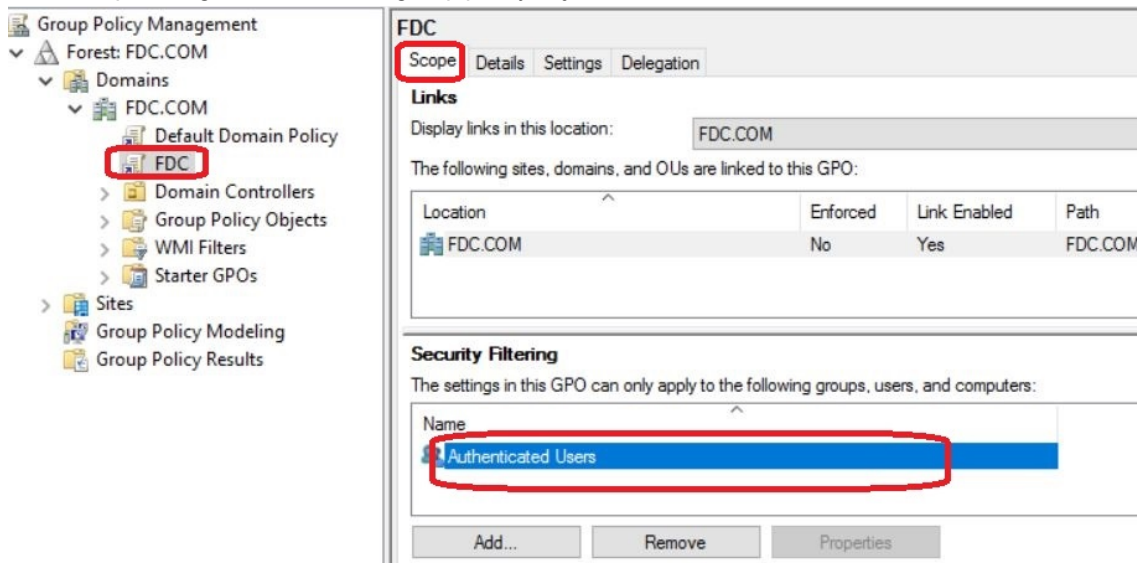 Group Policy Management
Forest: FDC.COM
Domains
FDC.COM
Default Domain Policy
FDC
Domain Controllers
Group Policy Objects
WMI Filters
Starter GPOs
Sites
Group Policy Modeling
Group Policy Results
FDC
Scope Details Settings Delegation
Links
Display links in this location: FDC.COM
The following sites, domains, and OUs are linked to this GPO:
Location Enforced Link Enabled Path
FDC.COM No Yes FDC.COM
Security Filtering
The settings in this GPO can only apply to the following groups, users, and computers:
Name
Authenticated Users
Add... Remove Properties